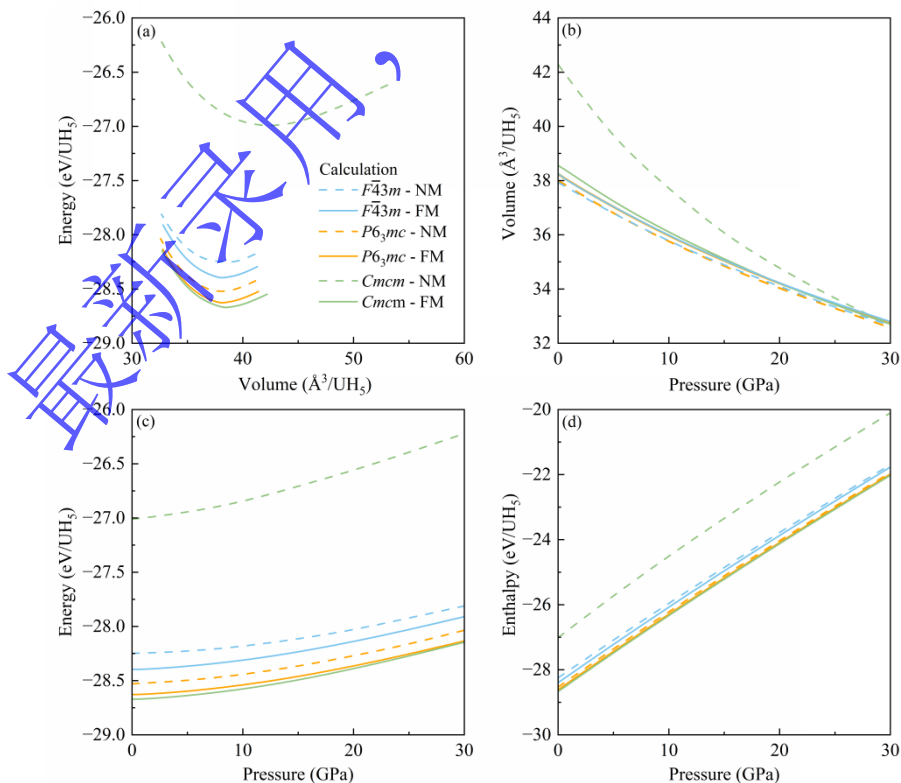 (a)
−26.0
−26.5
−27.0
−27.5
−28.0
−28.5
−29.0
Energy (eV/UH₅)
30 40 50 60
Volume (Å³/UH₅)
Calculation
F4̅3m - NM
F4̅3m - FM
P6₃mc - NM
P6₃mc - FM
Cmcm - NM
Cmcm - FM
(b)
44
42
40
38
36
34
32
Volume (Å³/UH₅)
0 10 20 30
Pressure (GPa)
(c)
−26.0
−26.5
−27.0
−27.5
−28.0
−28.5
−29.0
Energy (eV/UH₅)
0 10 20 30
Pressure (GPa)
(d)
−20
−22
−24
−26
−28
−30
Enthalpy (eV/UH₅)
0 10 20 30
Pressure (GPa)
最新录用,